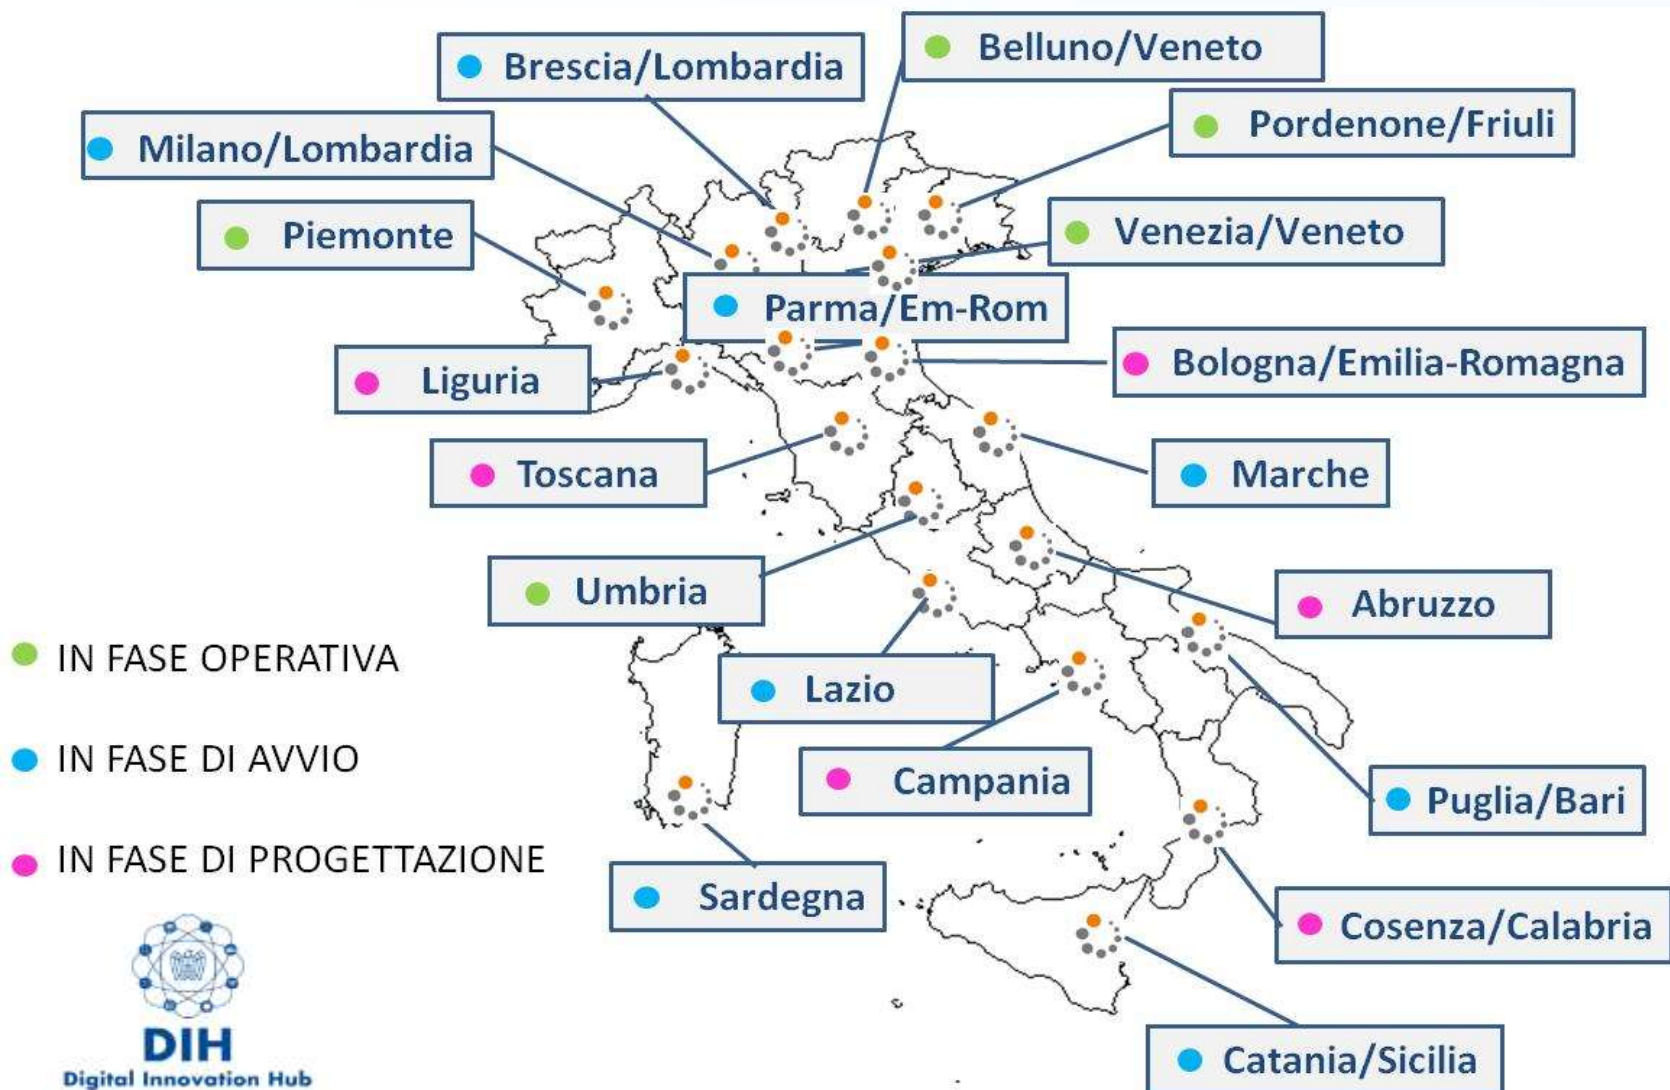 Belluno/Veneto
Brescia/Lombardia
Pordenone/Friuli
Milano/Lombardia
Piemonte
Venezia/Veneto
Parma/Em-Rom
Bologna/Emilia-Romagna
Liguria
Toscana
Marche
Umbria
Abruzzo
IN FASE OPERATIVA
Lazio
IN FASE DI AVVIO
Campania
Puglia/Bari
IN FASE DI PROGETTAZIONE
Sardegna
Cosenza/Calabria
DIH
Digital Innovation Hub
Catania/Sicilia